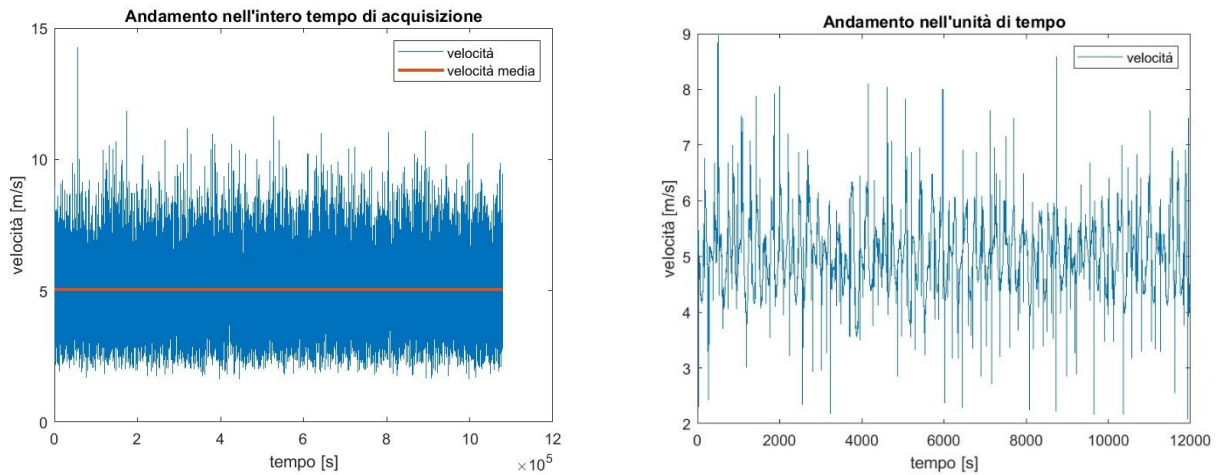 Andamento nell'intero tempo di acquisizione
15
velocità
velocità media
10
velocità [m/s]
5
0
0 2 4 6 8 10 12
tempo [s]
×10⁵
Andamento nell'unità di tempo
9
velocità
8
7
6
velocità [m/s]
5
4
3
2
0 2000 4000 6000 8000 10000 12000
tempo [s]